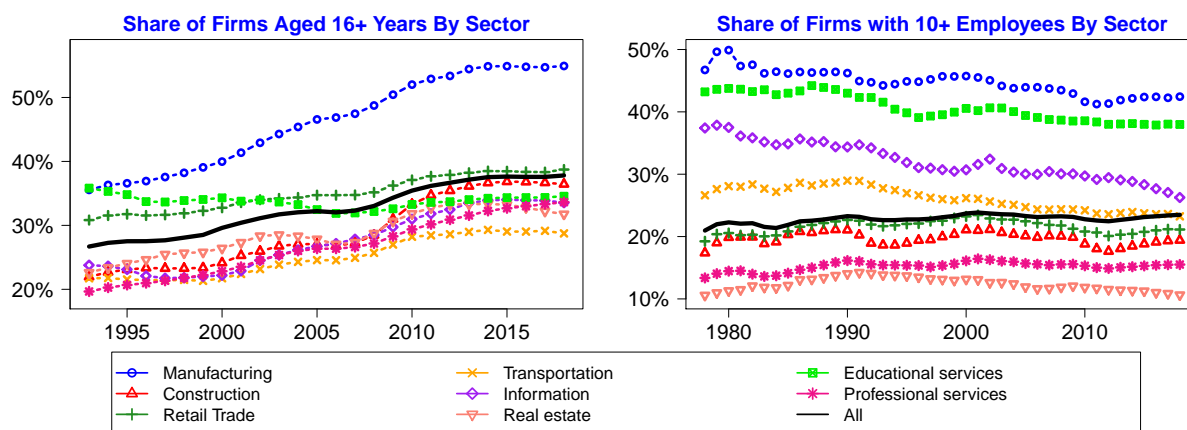 Share of Firms Aged 16+ Years By Sector
50%
40%
30%
20%
1995 2000 2005 2010 2015
Share of Firms with 10+ Employees By Sector
50%
40%
30%
20%
10%
1980 1990 2000 2010
Manufacturing Transportation Educational services
Construction Information Professional services
Retail Trade Real estate All